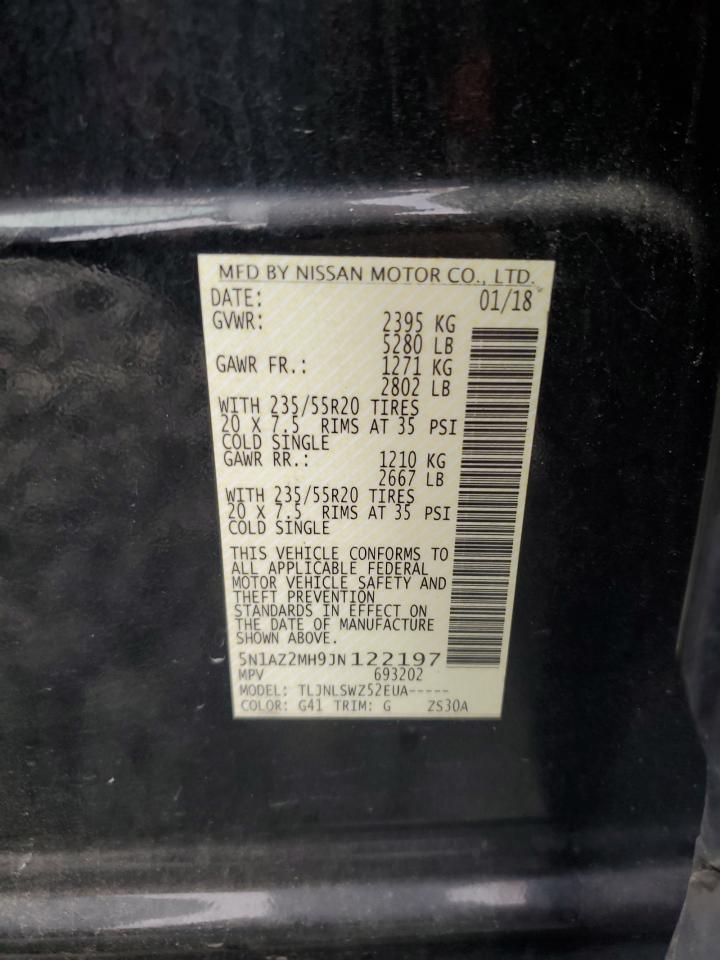 MFD BY NISSAN MOTOR CO., LTD.
DATE: 01/18
GVWR: 2395 KG
5280 LB
GAWR FR.: 1271 KG
2802 LB
WITH 235/55R20 TIRES
20 X 7.5 RIMS AT 35 PSI
COLD SINGLE
GAWR RR.: 1210 KG
2667 LB
WITH 235/55R20 TIRES
20 X 7.5 RIMS AT 35 PSI
COLD SINGLE
THIS VEHICLE CONFORMS TO
ALL APPLICABLE FEDERAL
MOTOR VEHICLE SAFETY AND
THEFT PREVENTION
STANDARDS IN EFFECT ON
THE DATE OF MANUFACTURE
SHOWN ABOVE.
5N1AZ2MH9JN122197
MPV 693202
MODEL: TLJNLSWZ52EUA-----
COLOR: G41 TRIM: G ZS30A